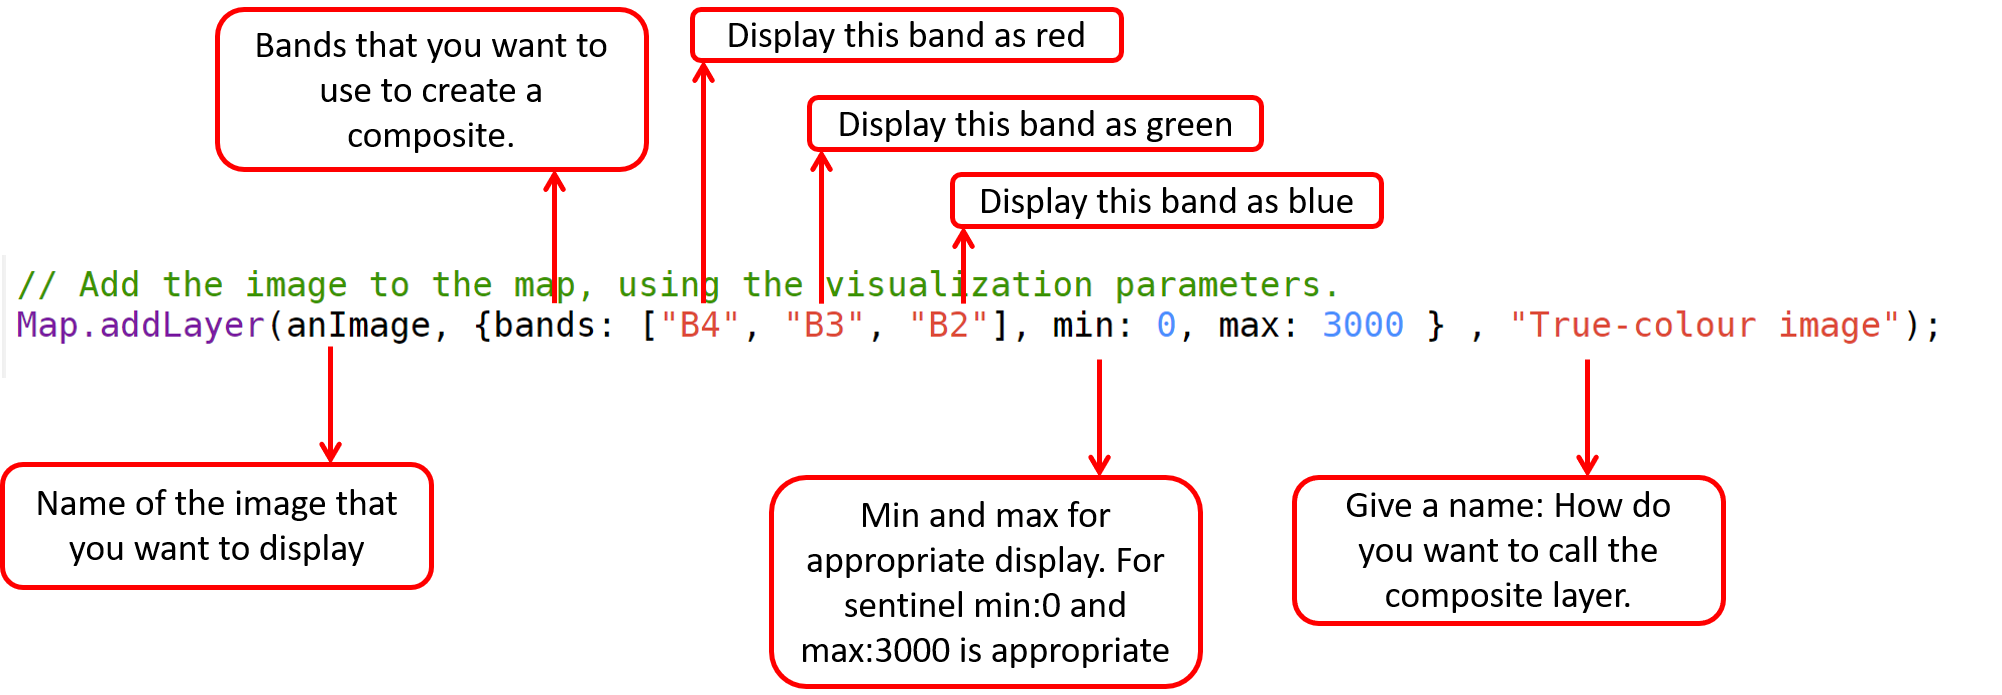 Bands that you want to
use to create a
composite.
Display this band as red
Display this band as green
Display this band as blue
// Add the image to the map, using the visualization parameters.
Map.addLayer(anImage, {bands: ["B4", "B3", "B2"], min: 0, max: 3000 } , "True-colour image");
Name of the image that
you want to display
Min and max for
appropriate display. For
sentinel min:0 and
max:3000 is appropriate
Give a name: How do
you want to call the
composite layer.